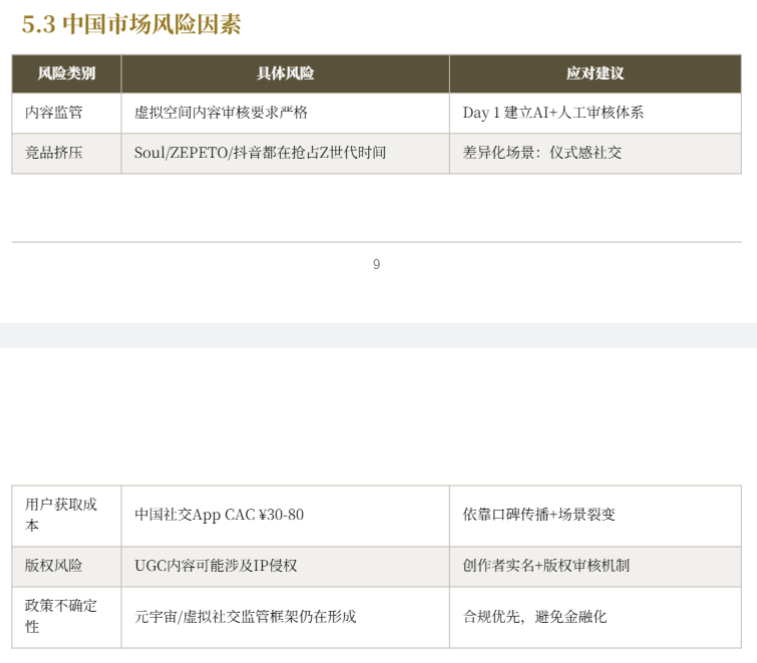 5.3 中国市场风险因素
风险类别 具体风险 应对建议
内容监管 虚拟空间内容审核要求严格 Day 1 建立AI+人工审核体系
竞品挤压 Soul/ZEPETO/抖音都在抢占Z世代时间 差异化场景：仪式感社交
9
用户获取成
本 中国社交App CAC ¥30-80 依靠口碑传播+场景裂变
版权风险 UGC内容可能涉及IP侵权 创作者实名+版权审核机制
政策不确定
性 元宇宙/虚拟社交监管框架仍在形成 合规优先，避免金融化